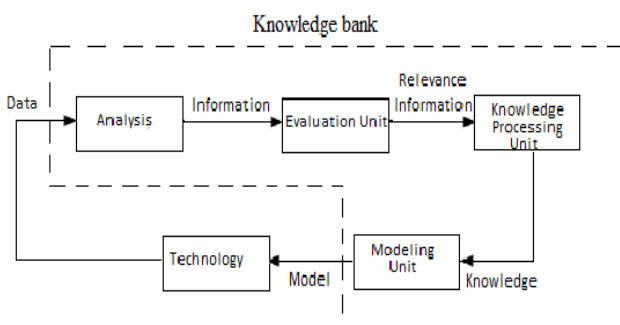 Knowledge bank
Data
Analysis
Information
Evaluation Unit
Relevance
Information
Knowledge
Processing
Unit
Technology
Model
Modeling
Unit
Knowledge